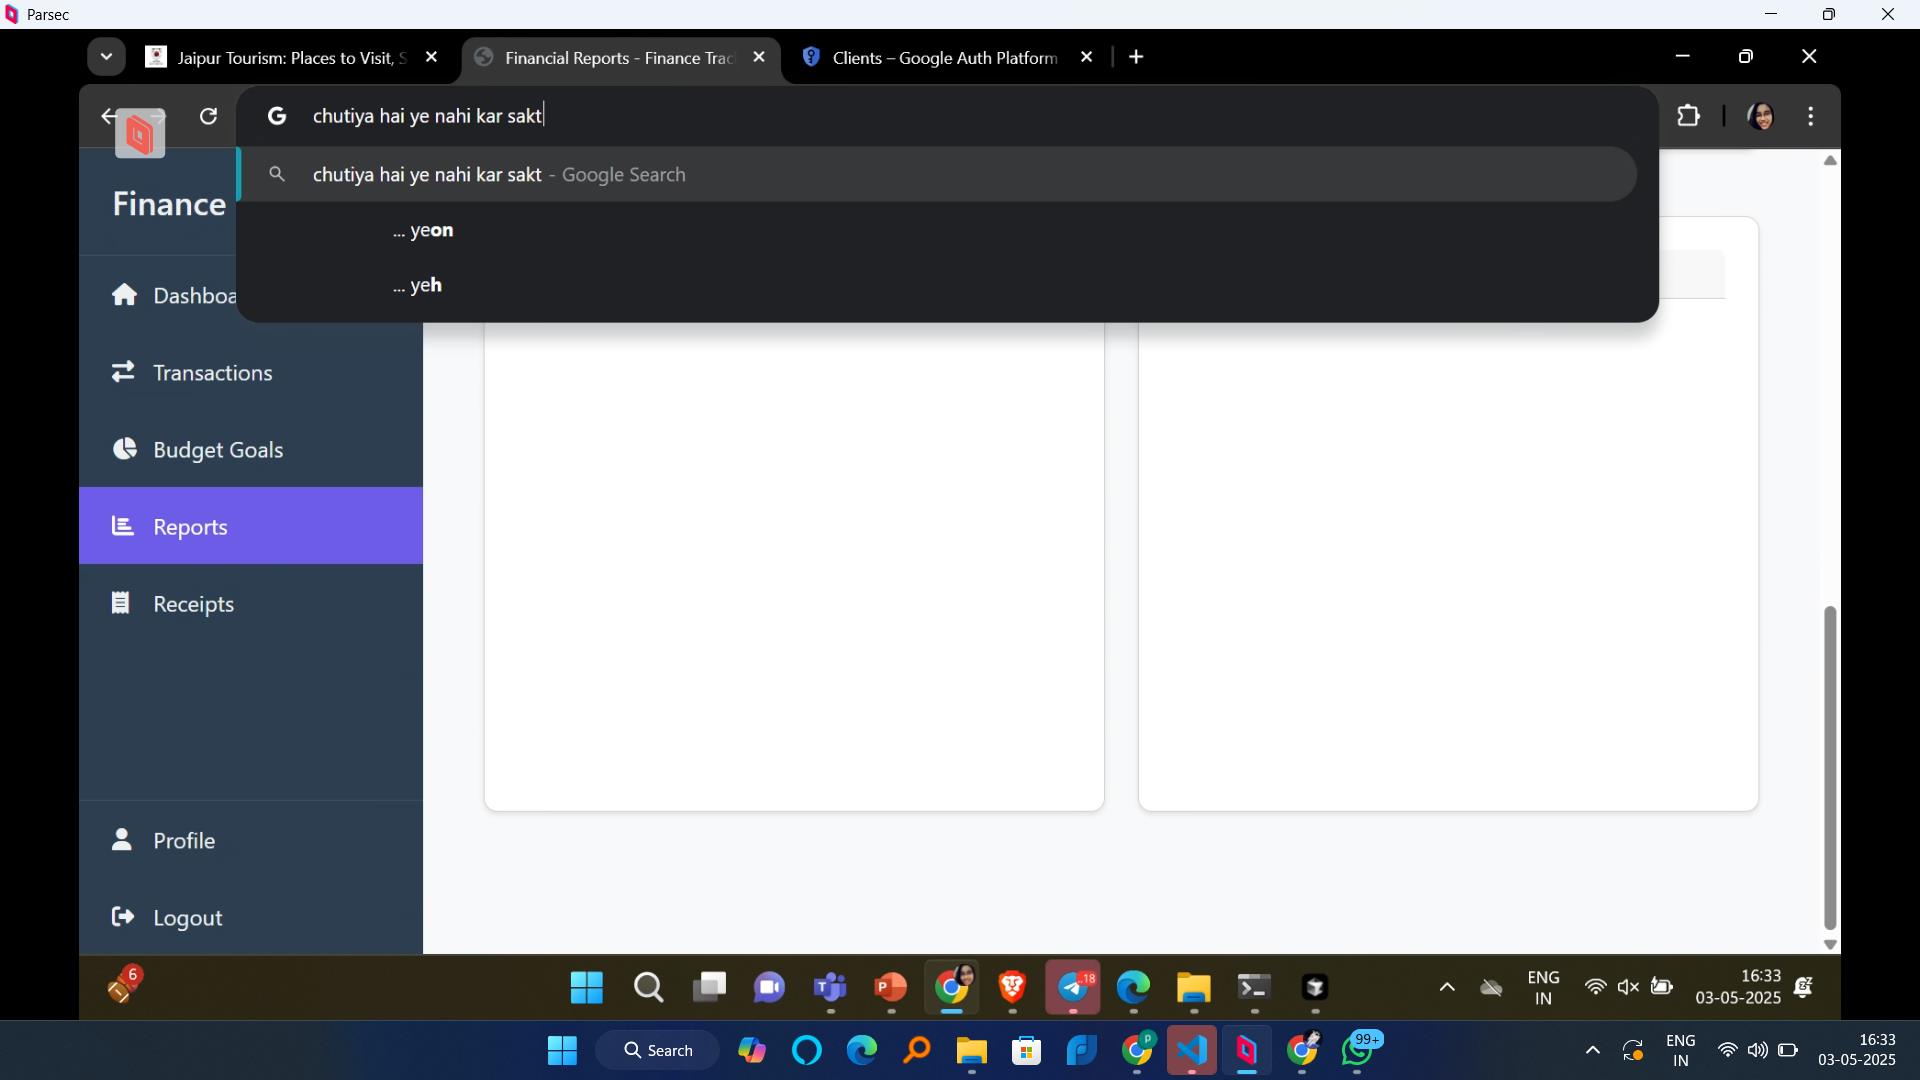 Parsec
Jaipur Tourism: Places to Visit, S
Financial Reports - Finance Trac
Clients – Google Auth Platform
chutiya hai ye nahi kar sakt
chutiya hai ye nahi kar sakt - Google Search
... yeon
... yeh
Finance
Dashboa
Transactions
Budget Goals
Reports
Receipts
Profile
Logout
6
18
ENG
IN
16:33
03-05-2025
Search
P
99+
ENG
IN
16:33
03-05-2025